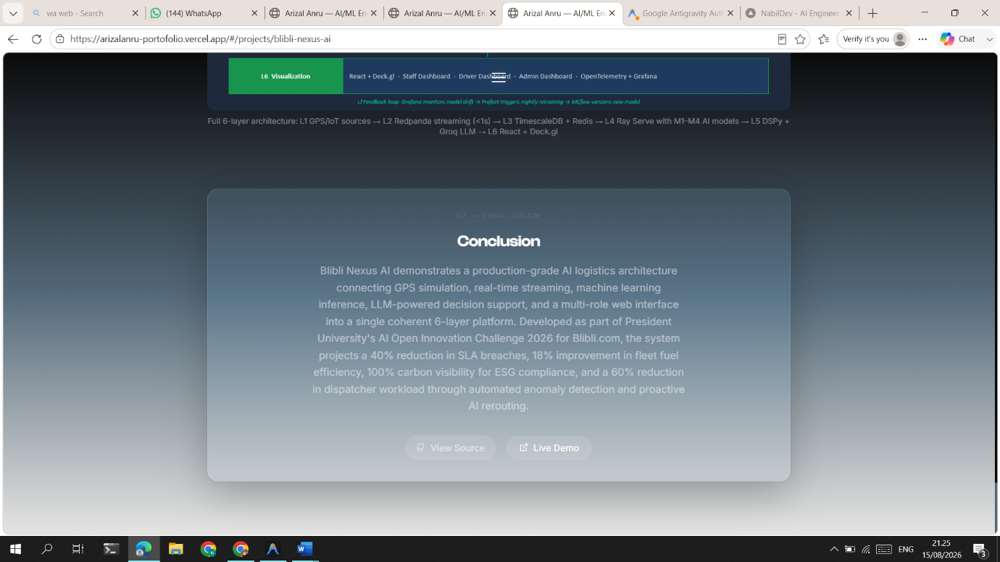 wa web - Search
(144) WhatsApp
Arizal Anru — AI/ML En
Arizal Anru — AI/ML En
Arizal Anru — AI/ML En
Google Antigravity Aut
NabilDev - AI Engineer
https://arizalanru-portofolio.vercel.app/#/projects/blibli-nexus-ai
Verify it's you
Chat
L6 Visualization
React + Deck.gl · Staff Dashboard · Driver Dashboard · Admin Dashboard · OpenTelemetry + Grafana
↺ Feedback loop: Grafana monitors model drift → Prefect triggers nightly retraining → MLflow versions new model
Full 6-layer architecture: L1 GPS/IoT sources → L2 Redpanda streaming (<1s) → L3 TimescaleDB + Redis → L4 Ray Serve with M1–M4 AI models → L5 DSPy +
Groq LLM → L6 React + Deck.gl
07 — CONCLUSION
Conclusion
Blibli Nexus AI demonstrates a production-grade AI logistics architecture
connecting GPS simulation, real-time streaming, machine learning
inference, LLM-powered decision support, and a multi-role web interface
into a single coherent 6-layer platform. Developed as part of President
University's AI Open Innovation Challenge 2026 for Blibli.com, the system
projects a 40% reduction in SLA breaches, 18% improvement in fleet fuel
efficiency, 100% carbon visibility for ESG compliance, and a 60% reduction
in dispatcher workload through automated anomaly detection and proactive
AI rerouting.
View Source
Live Demo
ENG
21.25
15/08/2026
3